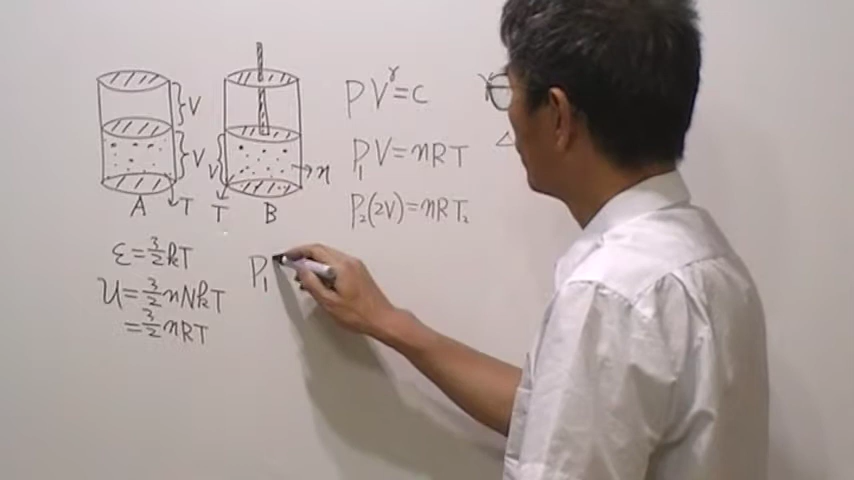 V
V
V
n
T
T
A
B
PV^γ = C
P₁V = nRT
P₂(2V) = nRT₂
ε = 3/2 kT
U = 3/2 nNkT
= 3/2 nRT
P₁